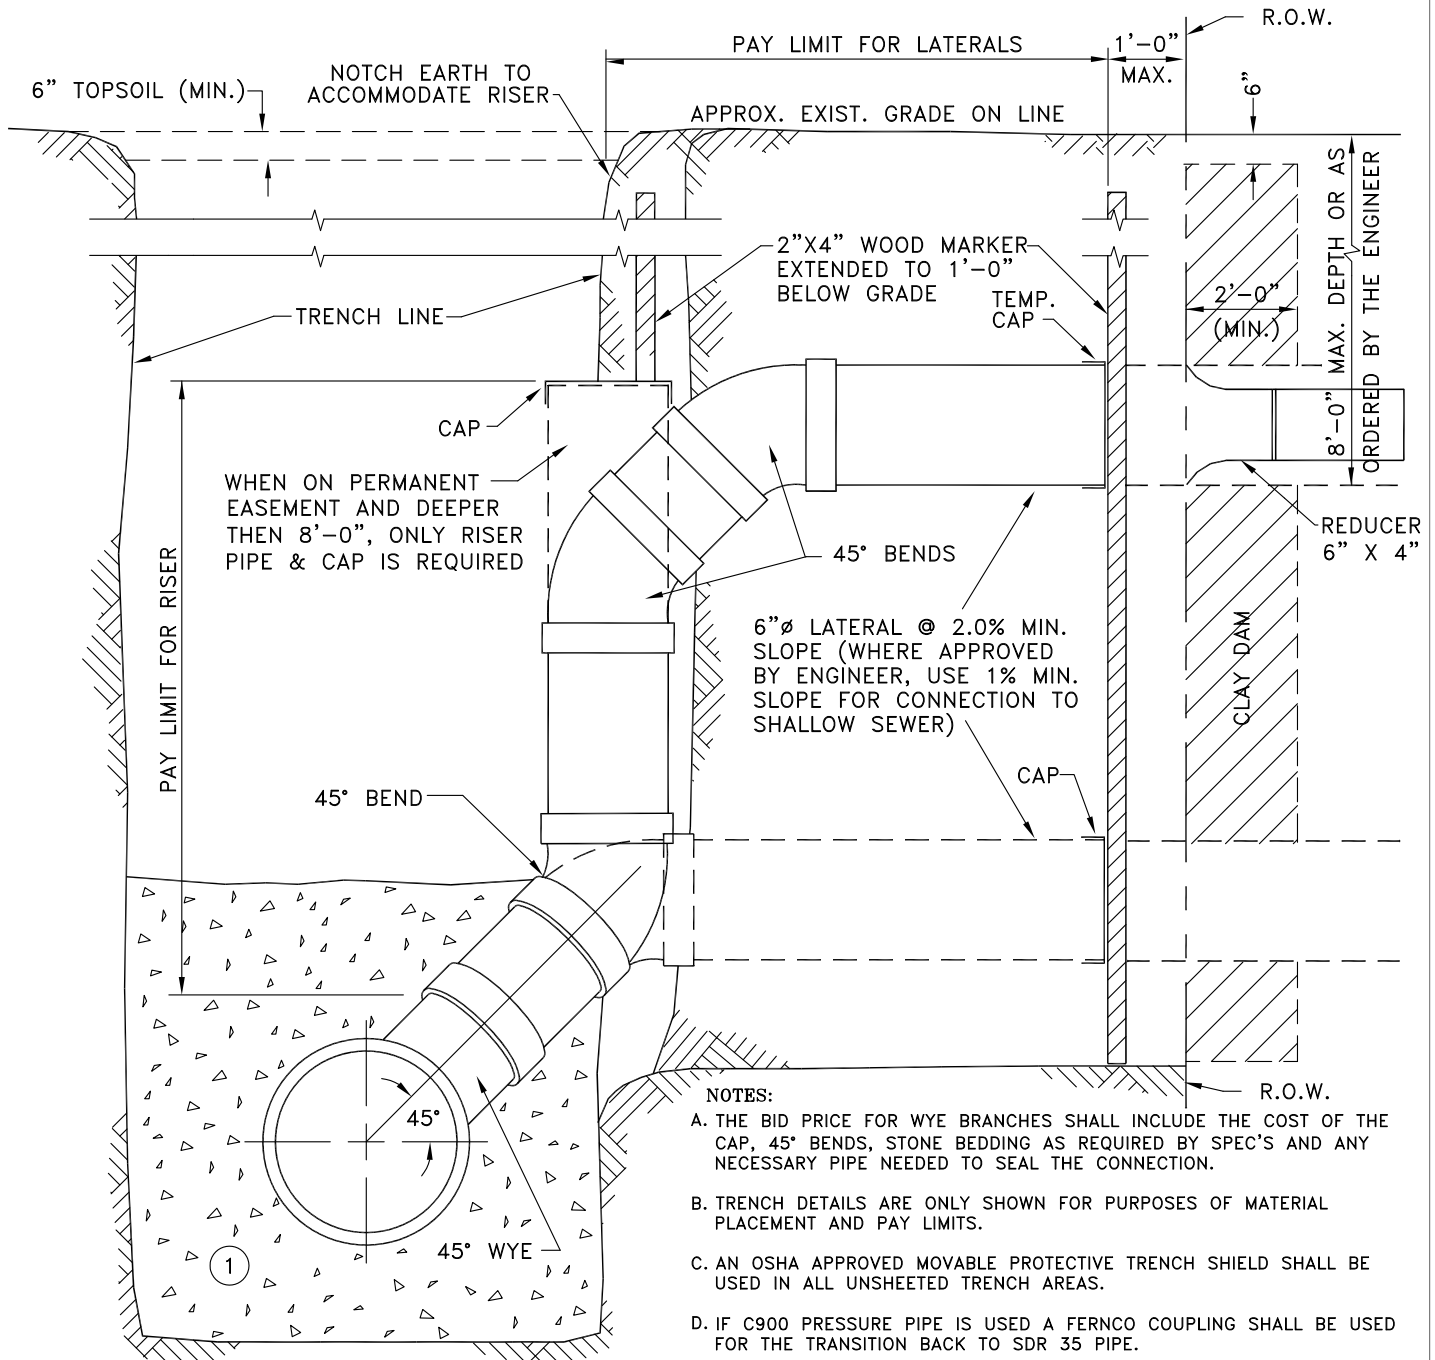 R.O.W.
PAY LIMIT FOR LATERALS
1'-0"
MAX.
NOTCH EARTH TO
ACCOMMODATE RISER
6" TOPSOIL (MIN.)
6"
APPROX. EXIST. GRADE ON LINE
8'-0" MAX. DEPTH OR AS
ORDERED BY THE ENGINEER
2"X4" WOOD MARKER
EXTENDED TO 1'-0"
BELOW GRADE
TEMP.
CAP
2'-0"
(MIN.)
TRENCH LINE
CAP
WHEN ON PERMANENT
EASEMENT AND DEEPER
THEN 8'-0", ONLY RISER
PIPE & CAP IS REQUIRED
REDUCER
6" X 4"
45° BENDS
PAY LIMIT FOR RISER
6"ø LATERAL @ 2.0% MIN.
SLOPE (WHERE APPROVED
BY ENGINEER, USE 1% MIN.
SLOPE FOR CONNECTION TO
SHALLOW SEWER)
CLAY DAM
CAP
45° BEND
45°
45° WYE
1
R.O.W.
NOTES:
A. THE BID PRICE FOR WYE BRANCHES SHALL INCLUDE THE COST OF THE
CAP, 45° BENDS, STONE BEDDING AS REQUIRED BY SPEC'S AND ANY
NECESSARY PIPE NEEDED TO SEAL THE CONNECTION.
B. TRENCH DETAILS ARE ONLY SHOWN FOR PURPOSES OF MATERIAL
PLACEMENT AND PAY LIMITS.
C. AN OSHA APPROVED MOVABLE PROTECTIVE TRENCH SHIELD SHALL BE
USED IN ALL UNSHEETED TRENCH AREAS.
D. IF C900 PRESSURE PIPE IS USED A FERNCO COUPLING SHALL BE USED
FOR THE TRANSITION BACK TO SDR 35 PIPE.